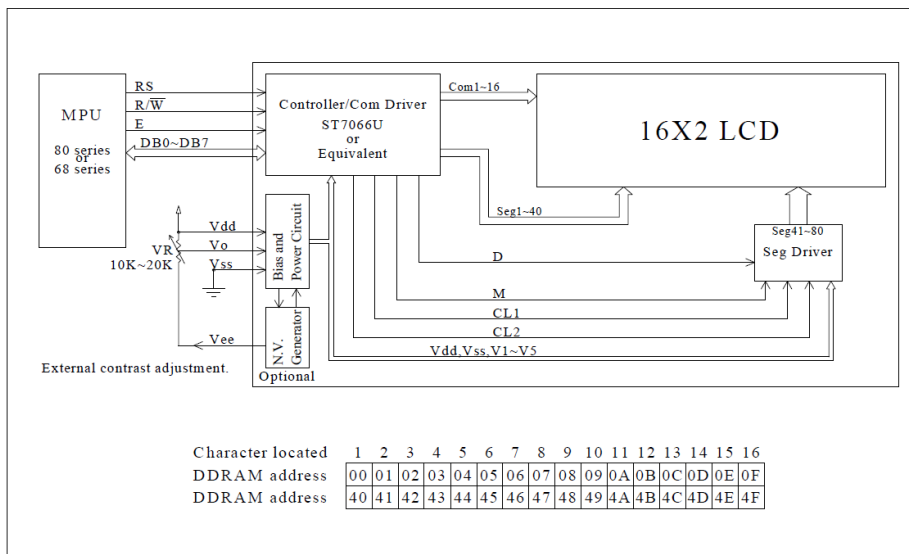 RS
R/W
E
DB0~DB7
MPU
80 series
or
68 series
Controller/Com Driver
ST7066U
or
Equivalent
Com1~16
16X2 LCD
Seg1~40
Seg41~80
Seg Driver
D
M
CL1
CL2
Vdd,Vss,V1~V5
Vdd
Vo
Vss
VR
10K~20K
Bias and
Power Circuit
N.V.
Generator
Vee
Optional
External contrast adjustment.
Character located 1 2 3 4 5 6 7 8 9 10 11 12 13 14 15 16
DDRAM address 00 01 02 03 04 05 06 07 08 09 0A 0B 0C 0D 0E 0F
DDRAM address 40 41 42 43 44 45 46 47 48 49 4A 4B 4C 4D 4E 4F